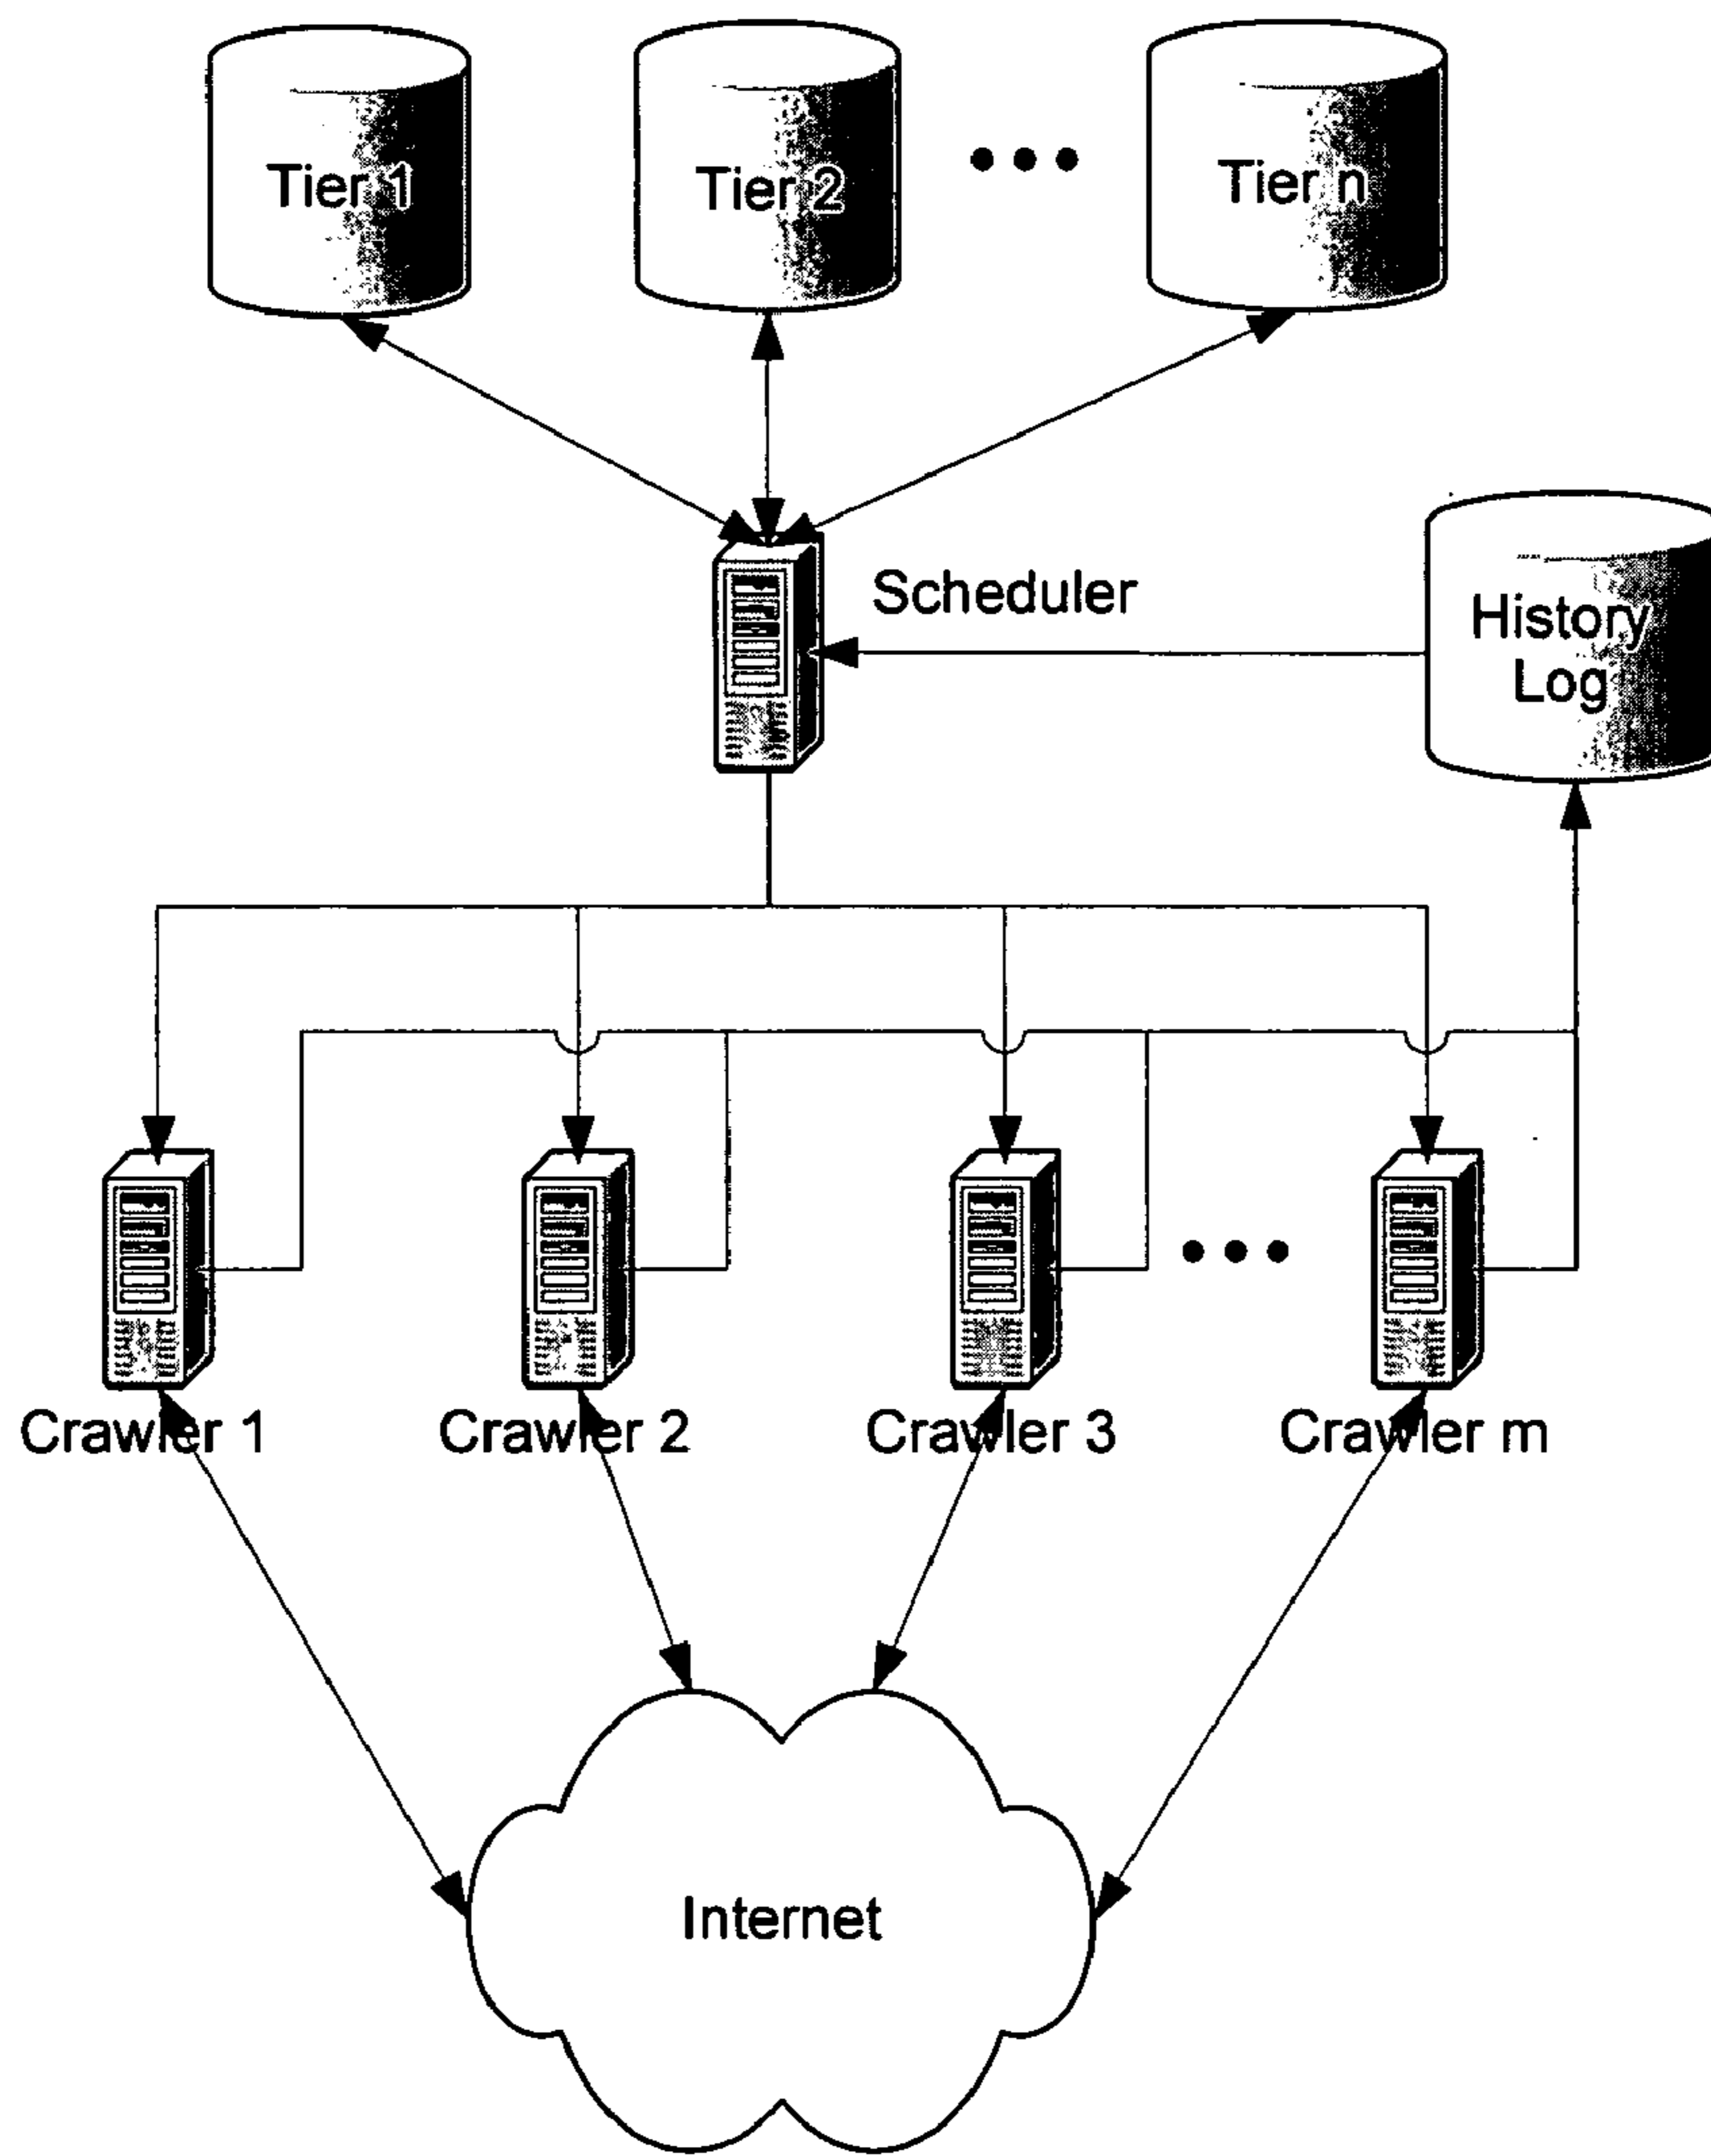 Tier 1
Tier 2
Tier n
Scheduler
History
Log
Crawler 1
Crawler 2
Crawler 3
Crawler m
Internet